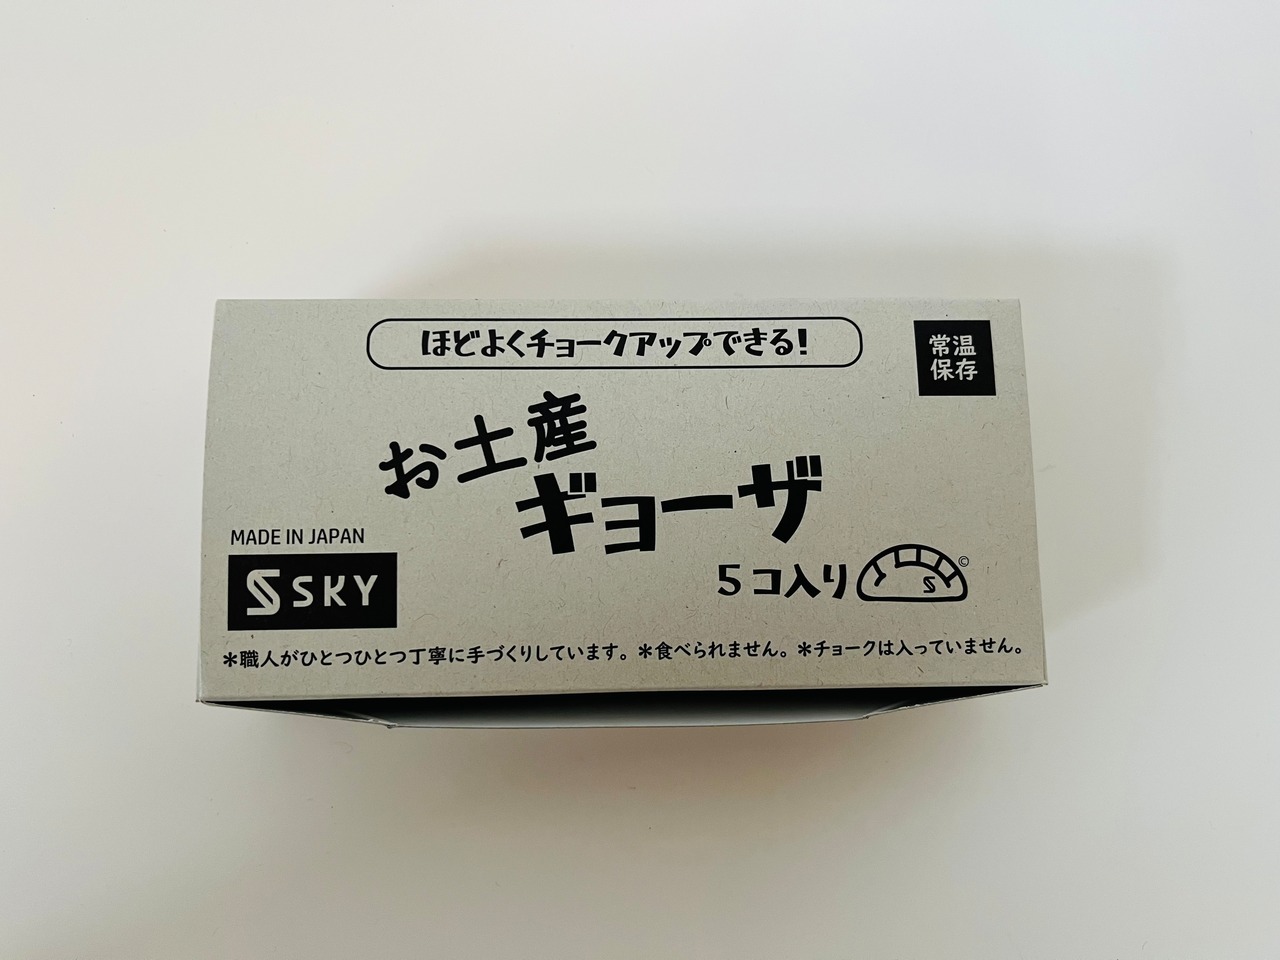 ほどよくチョークアップできる!
常温
保存
お土産
ギョーザ
MADE IN JAPAN
SSKY
5コ入り
S
©
＊職人がひとつひとつ丁寧に手づくりしています。＊食べられません。＊チョークは入っていません。